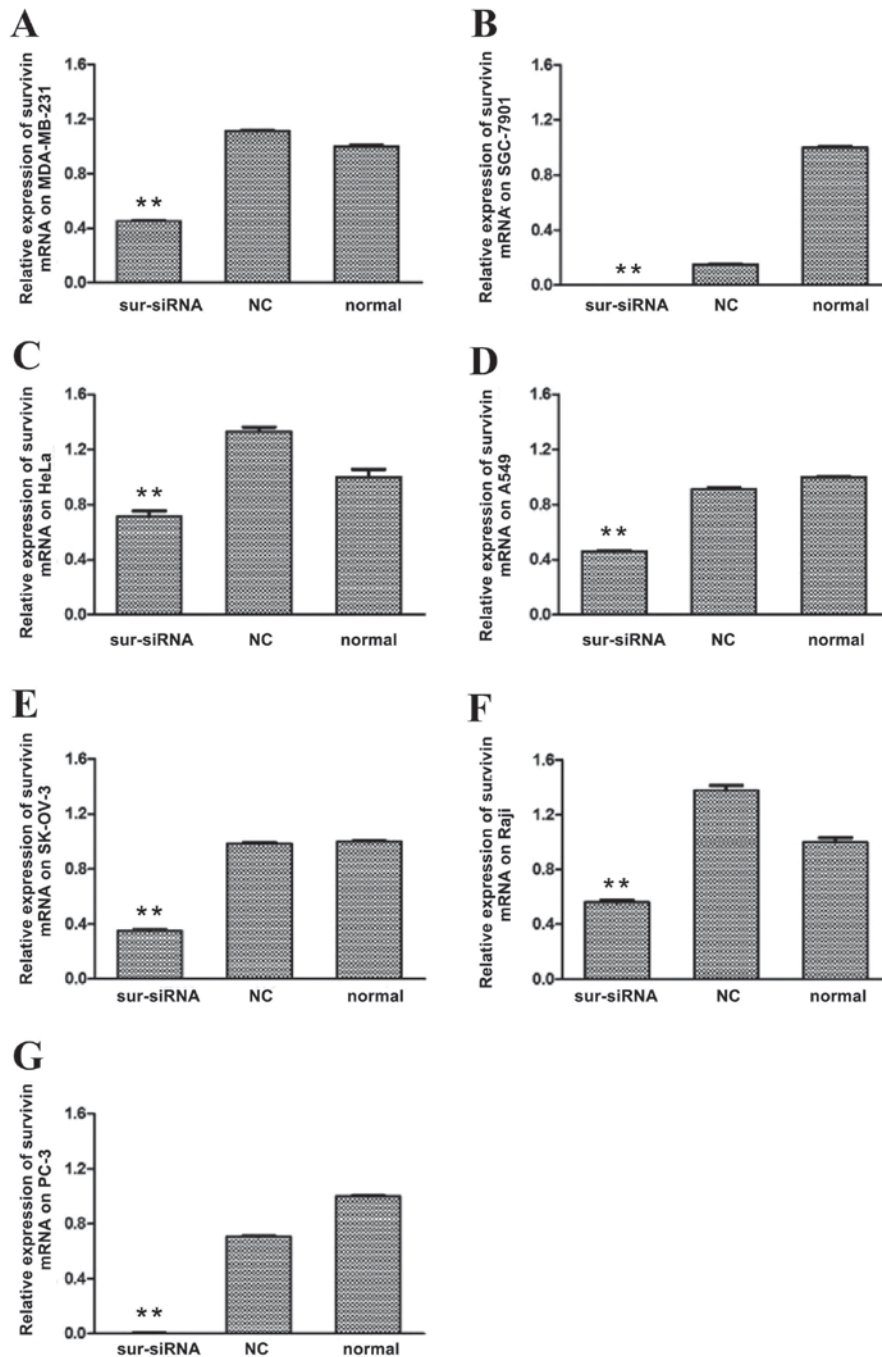 A
Relative expression of survivin
mRNA on MDA-MB-231
1.6
1.2
0.8
0.4
0.0
**
sur-siRNA NC normal
B
Relative expression of survivin
mRNA on SGC-7901
1.6
1.2
0.8
0.4
0.0
**
sur-siRNA NC normal
C
Relative expression of survivin
mRNA on HeLa
1.6
1.2
0.8
0.4
0.0
**
sur-siRNA NC normal
D
Relative expression of survivin
mRNA on A549
1.6
1.2
0.8
0.4
0.0
**
sur-siRNA NC normal
E
Relative expression of survivin
mRNA on SK-OV-3
1.6
1.2
0.8
0.4
0.0
**
sur-siRNA NC normal
F
Relative expression of survivin
mRNA on Raji
1.6
1.2
0.8
0.4
0.0
**
sur-siRNA NC normal
G
Relative expression of survivin
mRNA on PC-3
1.6
1.2
0.8
0.4
0.0
**
sur-siRNA NC normal